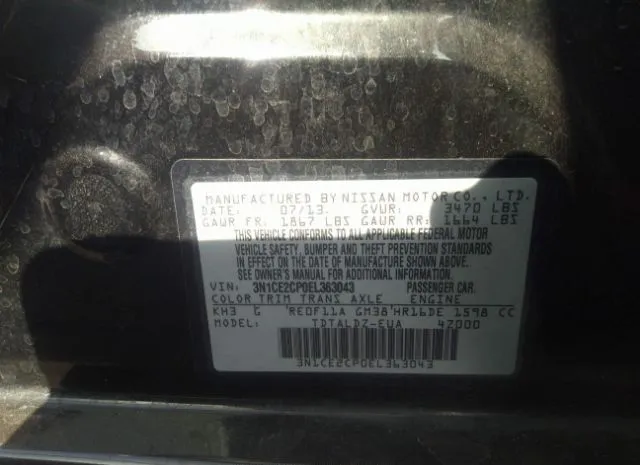 MANUFACTURED BY NISSAN MOTOR CO., LTD.
DATE: 07/13. GVWR: 3470 LBS
GAWR FR: 1867 LBS GAWR RR: 1664 LBS
THIS VEHICLE CONFORMS TO ALL APPLICABLE FEDERAL MOTOR
VEHICLE SAFETY, BUMPER AND THEFT PREVENTION STANDARDS
IN EFFECT ON THE DATE OF MANUFACTURE SHOWN ABOVE.
SEE OWNER'S MANUAL FOR ADDITIONAL INFORMATION.
VIN: 3N1CE2CP0EL363043 PASSENGER CAR.
COLOR TRIM TRANS AXLE ENGINE
KH3 G RE0F11A GM38 HR16DE 1598 CC
MODEL: TDTALDZ-EUA 47000
3N1CE2CP0EL363043